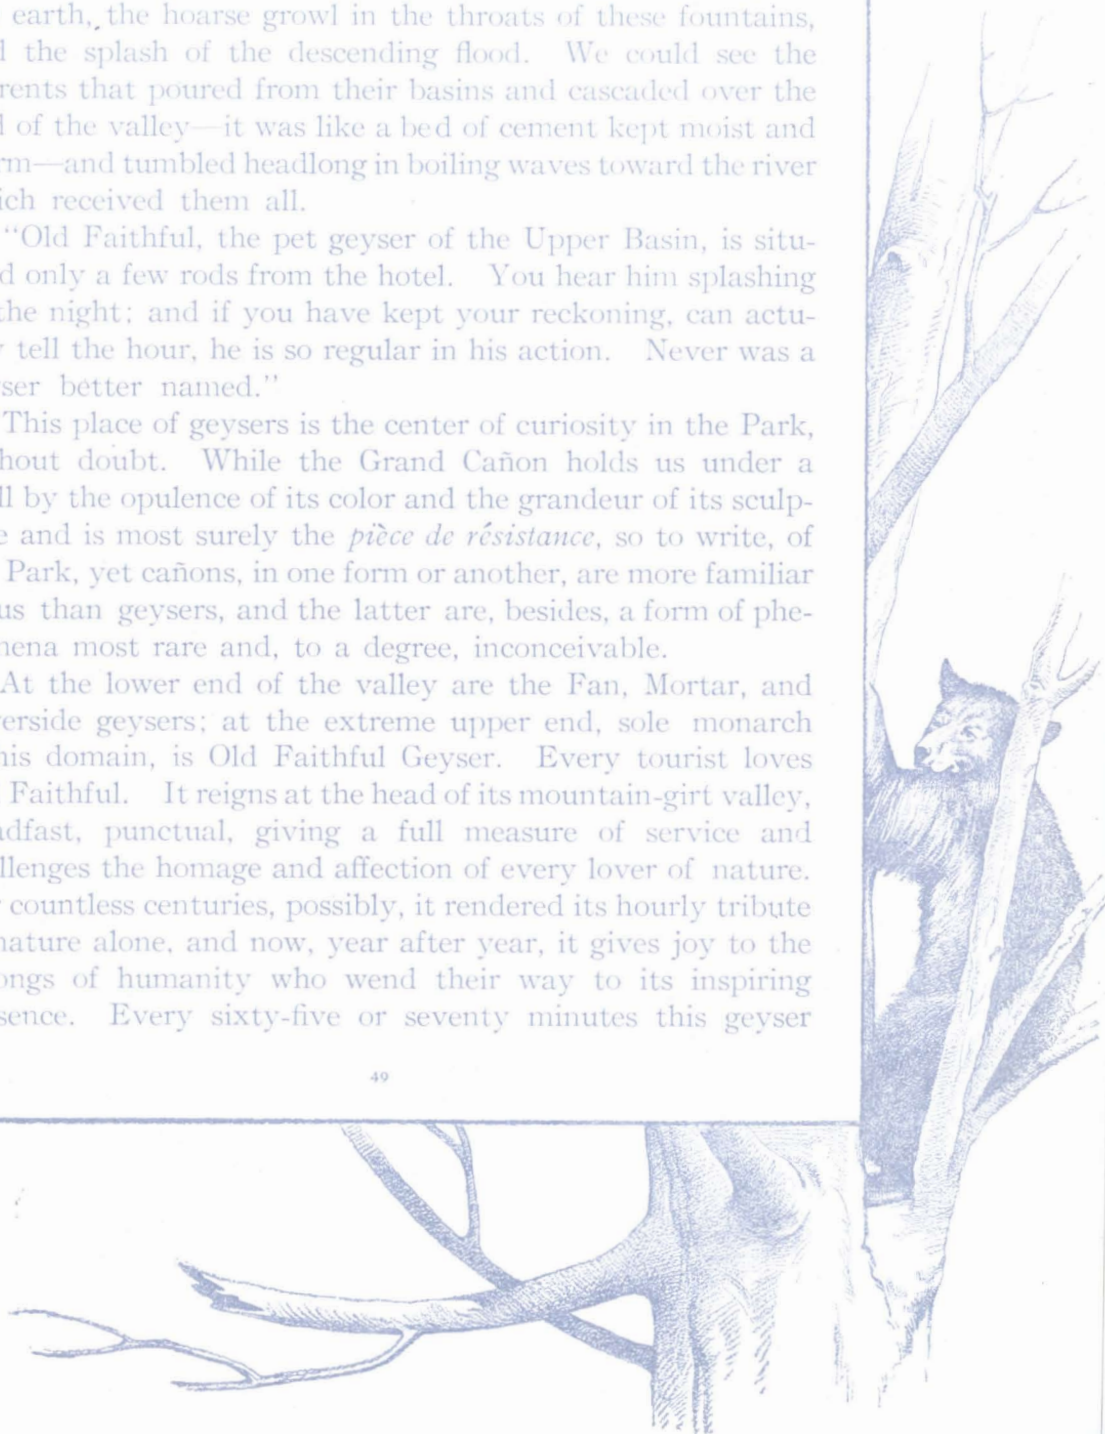 earth, the hoarse growl in the throats of these fountains,
l the splash of the descending flood. We could see the
rents that poured from their basins and cascaded over the
l of the valley—it was like a bed of cement kept moist and
rm—and tumbled headlong in boiling waves toward the river
ich received them all.
"Old Faithful, the pet geyser of the Upper Basin, is situ-
d only a few rods from the hotel. You hear him splashing
the night; and if you have kept your reckoning, can actu-
tell the hour, he is so regular in his action. Never was a
ser better named."
This place of geysers is the center of curiosity in the Park,
hout doubt. While the Grand Cañon holds us under a
ll by the opulence of its color and the grandeur of its sculp-
e and is most surely the pièce de résistance, so to write, of
Park, yet cañons, in one form or another, are more familiar
us than geysers, and the latter are, besides, a form of phe-
nena most rare and, to a degree, inconceivable.
At the lower end of the valley are the Fan, Mortar, and
erside geysers; at the extreme upper end, sole monarch
his domain, is Old Faithful Geyser. Every tourist loves
Faithful. It reigns at the head of its mountain-girt valley,
adfast, punctual, giving a full measure of service and
llenges the homage and affection of every lover of nature.
countless centuries, possibly, it rendered its hourly tribute
nature alone, and now, year after year, it gives joy to the
ongs of humanity who wend their way to its inspiring
sence. Every sixty-five or seventy minutes this geyser
49